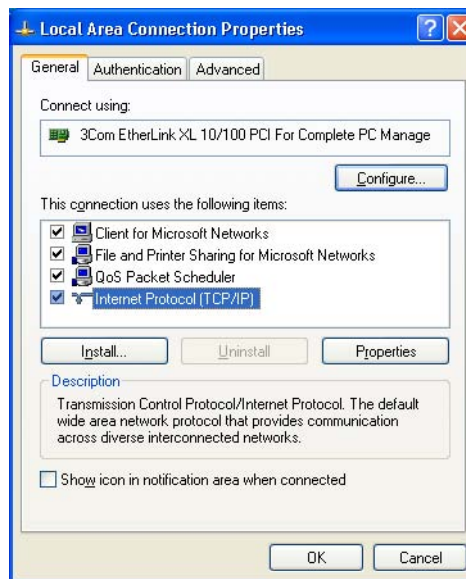 Local Area Connection Properties
General
Authentication
Advanced
Connect using:
3Com EtherLink XL 10/100 PCI For Complete PC Manage
Configure...
This connection uses the following items:
Client for Microsoft Networks
File and Printer Sharing for Microsoft Networks
QoS Packet Scheduler
Internet Protocol (TCP/IP)
Install...
Uninstall
Properties
Description
Transmission Control Protocol/Internet Protocol. The default
wide area network protocol that provides communication
across diverse interconnected networks.
Show icon in notification area when connected
OK
Cancel